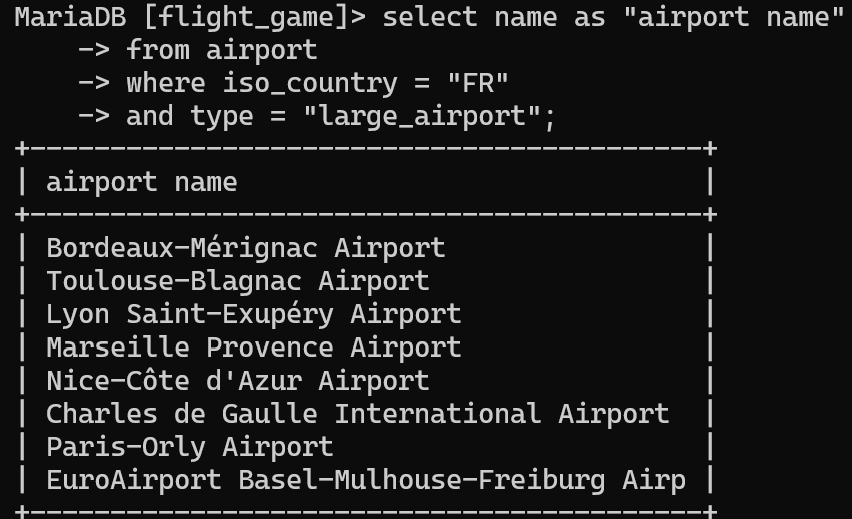 MariaDB [flight_game]> select name as "airport name"
    -> from airport
    -> where iso_country = "FR"
    -> and type = "large_airport";
+------------------------------------------+
| airport name                             |
+------------------------------------------+
| Bordeaux-Mérignac Airport                |
| Toulouse-Blagnac Airport                 |
| Lyon Saint-Exupéry Airport               |
| Marseille Provence Airport               |
| Nice-Côte d'Azur Airport                 |
| Charles de Gaulle International Airport  |
| Paris-Orly Airport                       |
| EuroAirport Basel-Mulhouse-Freiburg Airp |
+------------------------------------------+